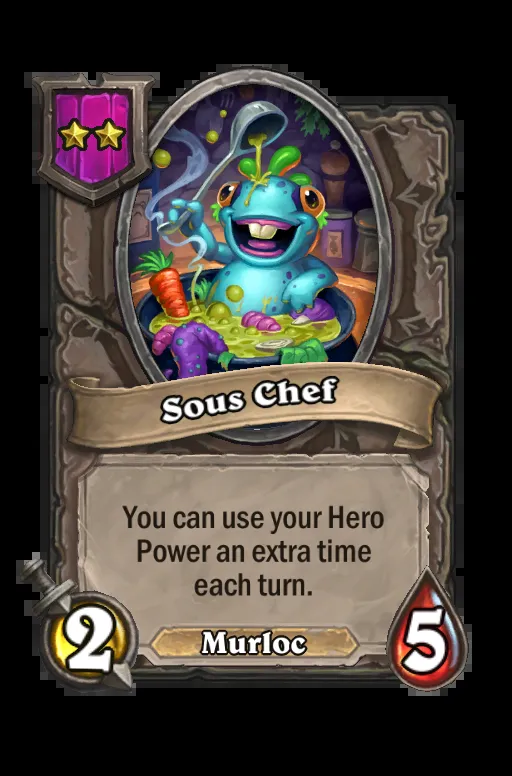 Sous Chef
You can use your Hero
Power an extra time
each turn.
2
Murloc
5